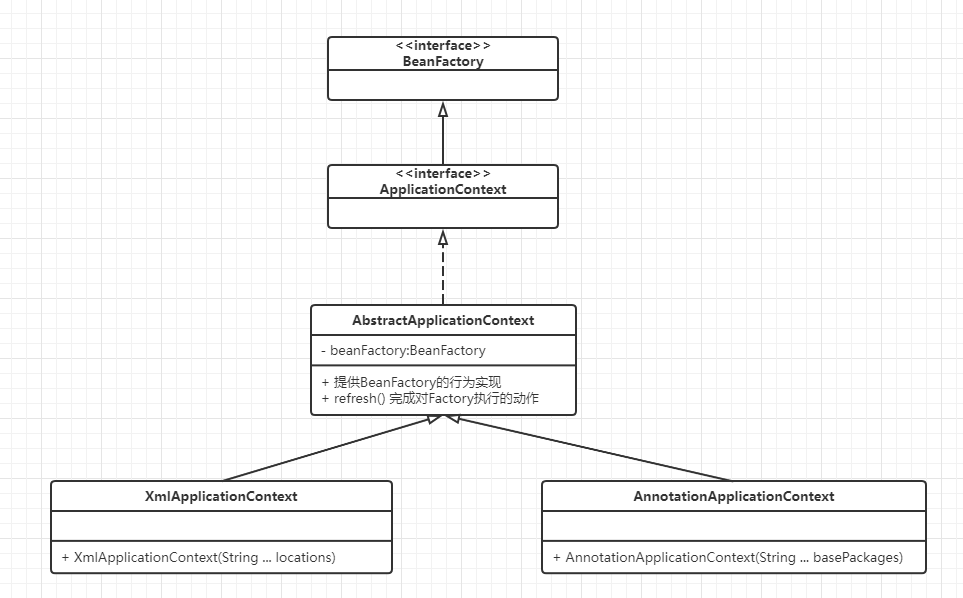 <<interface>>
BeanFactory
<<interface>>
ApplicationContext
AbstractApplicationContext
- beanFactory:BeanFactory
+ 提供BeanFactory的行为实现
+ refresh() 完成对Factory执行的动作
XmlApplicationContext
+ XmlApplicationContext(String ... locations)
AnnotationApplicationContext
+ AnnotationApplicationContext(String ... basePackages)